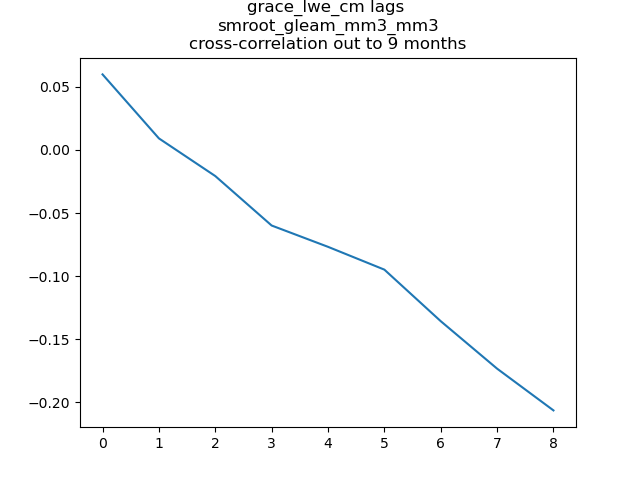 grace_lwe_cm lags
smroot_gleam_mm3_mm3
cross-correlation out to 9 months
0.05
0.00
−0.05
−0.10
−0.15
−0.20
0 1 2 3 4 5 6 7 8